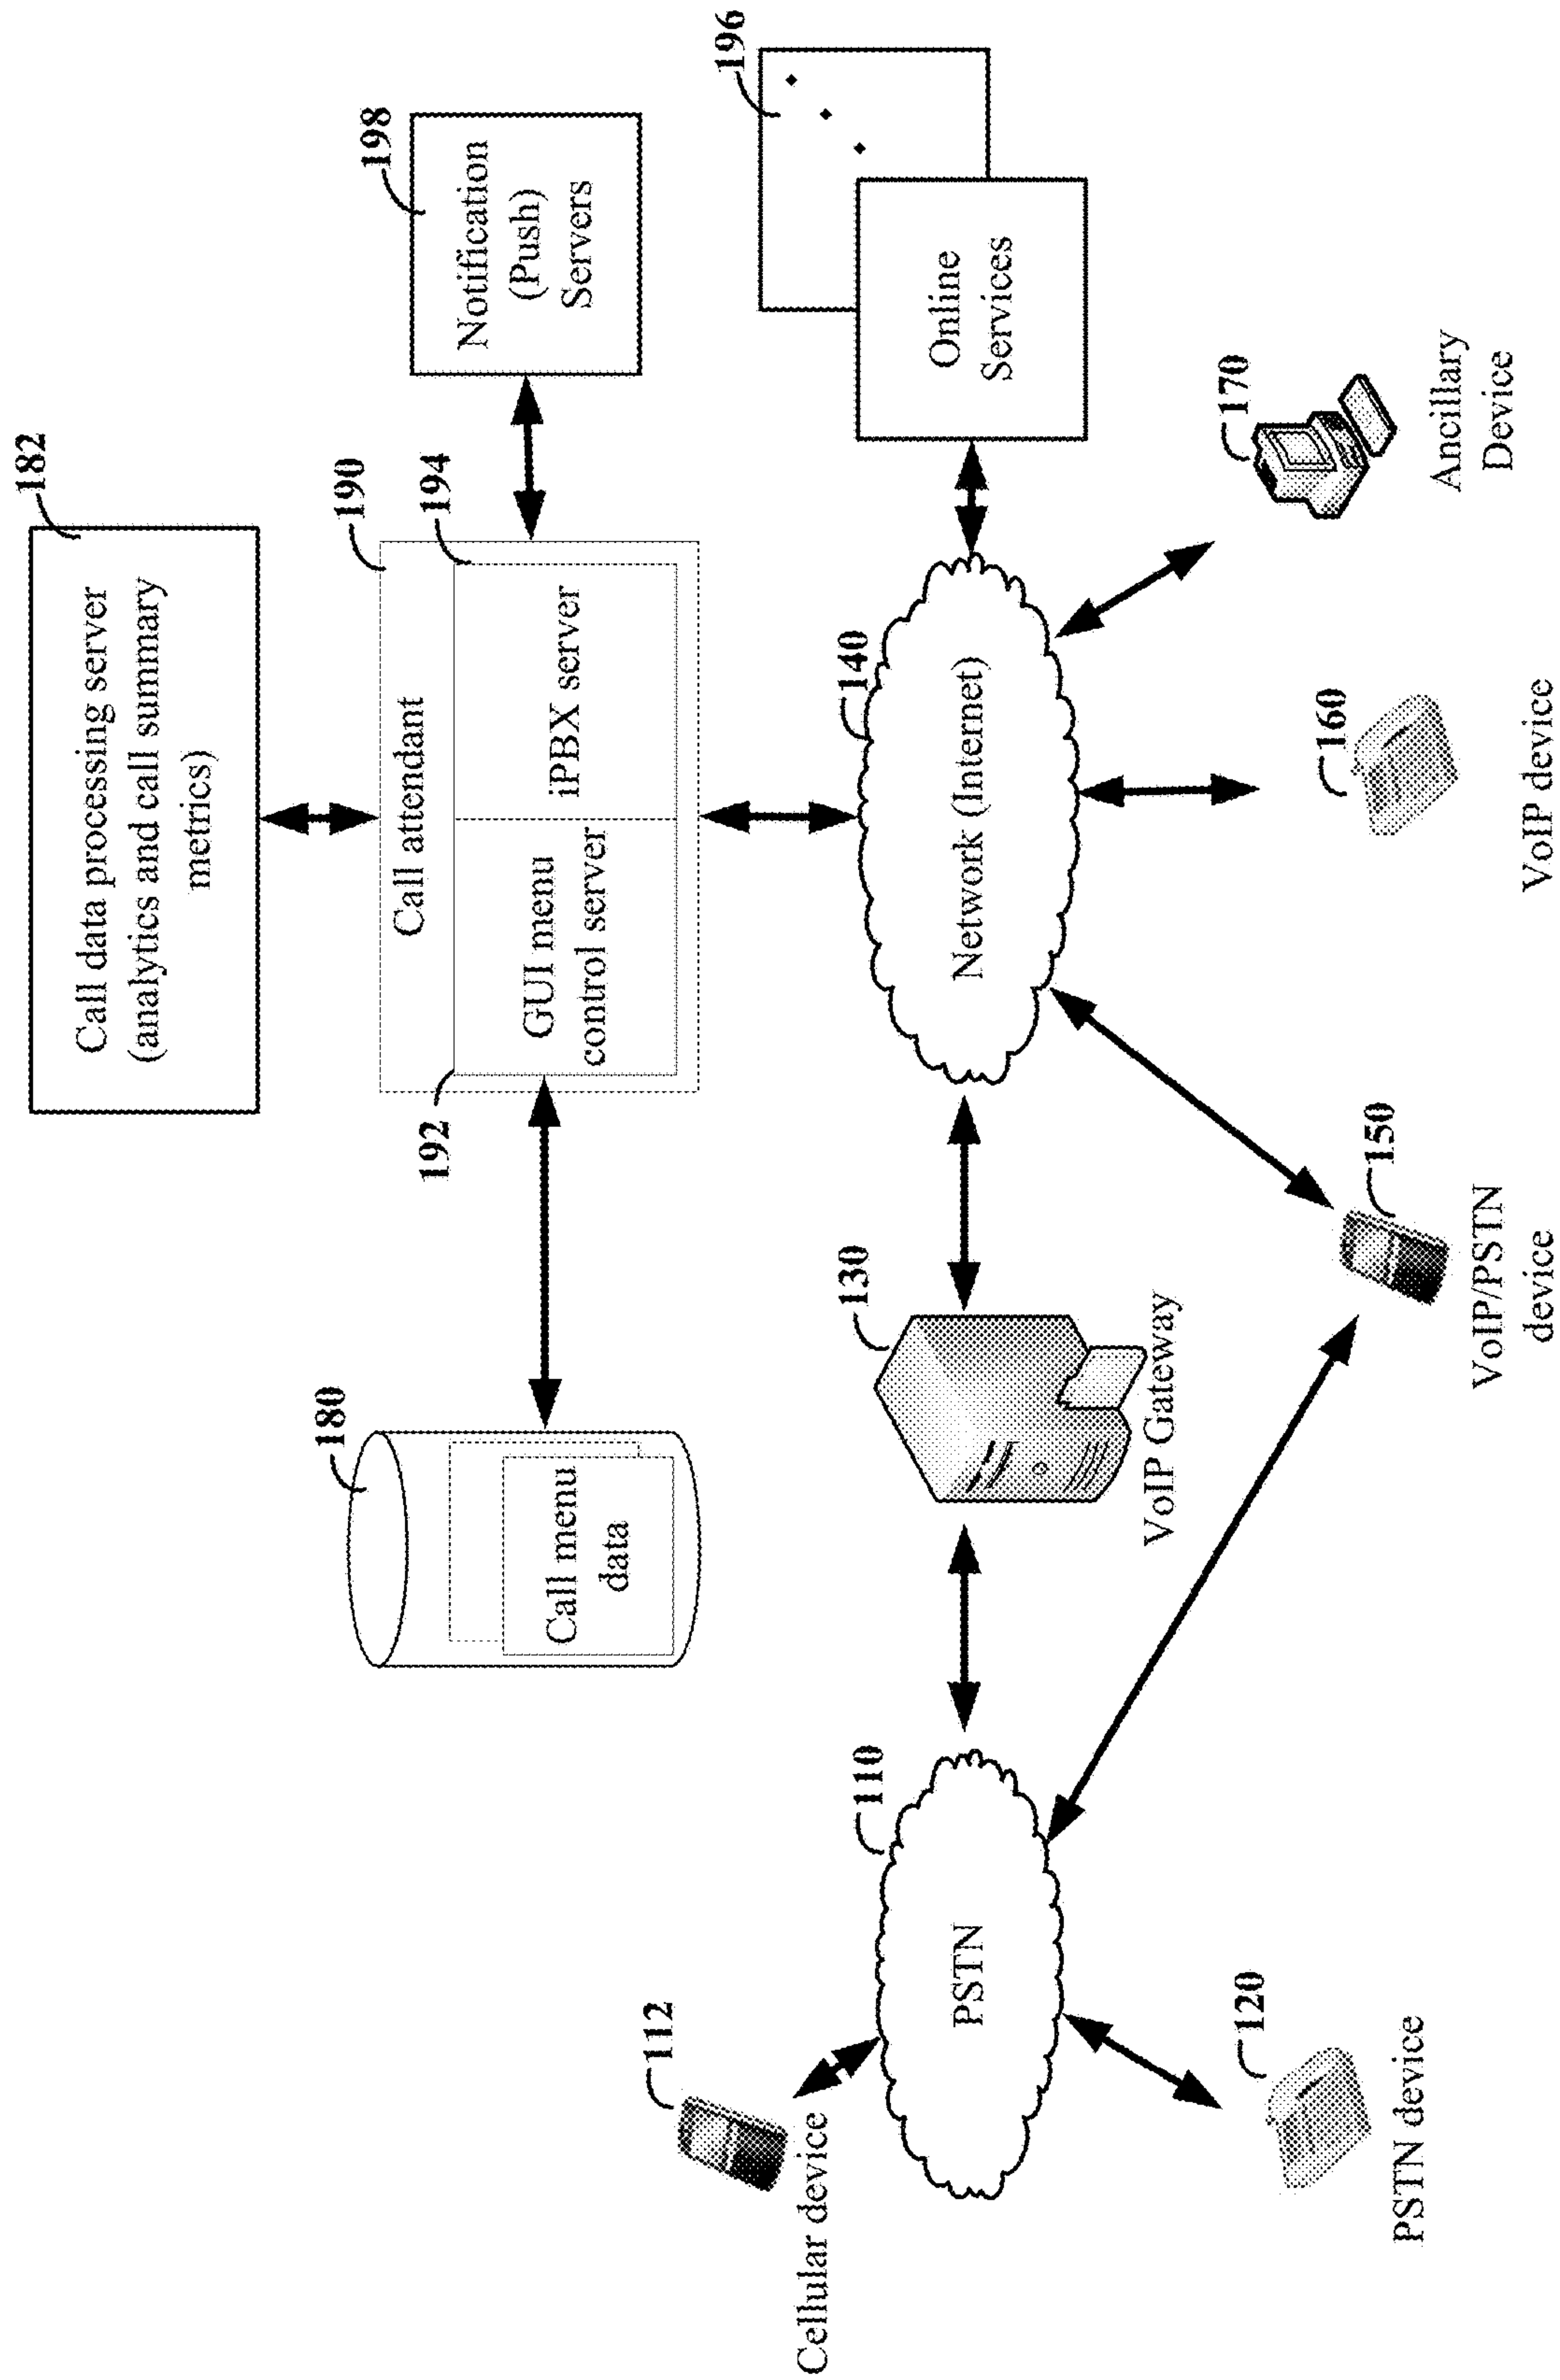 182
Call data processing server
(analytics and call summary
metrics)
180
Call menu
data
192
190
Call attendant
194
GUI menu
control server
iPBX server
198
Notification
(Push)
Servers
196
Online
Services
112
Cellular device
110
PSTN
130
VoIP Gateway
140
Network (Internet)
120
PSTN device
150
VoIP/PSTN
device
160
VoIP device
170
Ancillary
Device